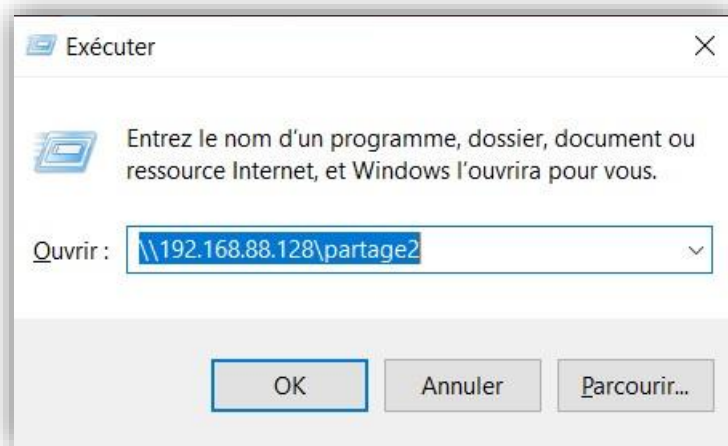 Exécuter
Entrez le nom d’un programme, dossier, document ou
ressource Internet, et Windows l’ouvrira pour vous.
Ouvrir : \\192.168.88.128\partage2
OK Annuler Parcourir...